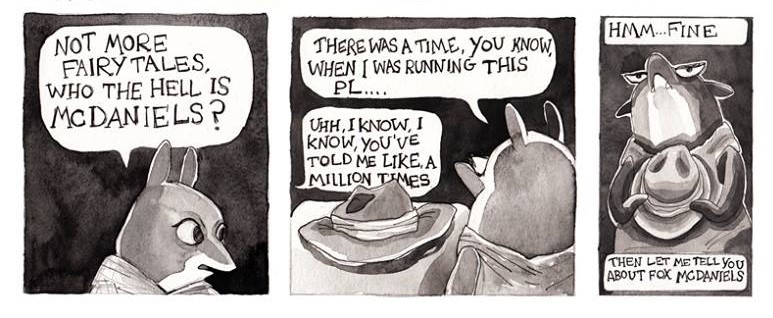 NOT MORE
FAIRY TALES,
WHO THE HELL IS
MCDANIELS?
THERE WAS A TIME, YOU KNOW,
WHEN I WAS RUNNING THIS
PL....
UHH, I KNOW, I
KNOW, YOU'VE
TOLD ME LIKE, A
MILLION TIMES
HMM...FINE
THEN LET ME TELL YOU
ABOUT FOX MCDANIELS